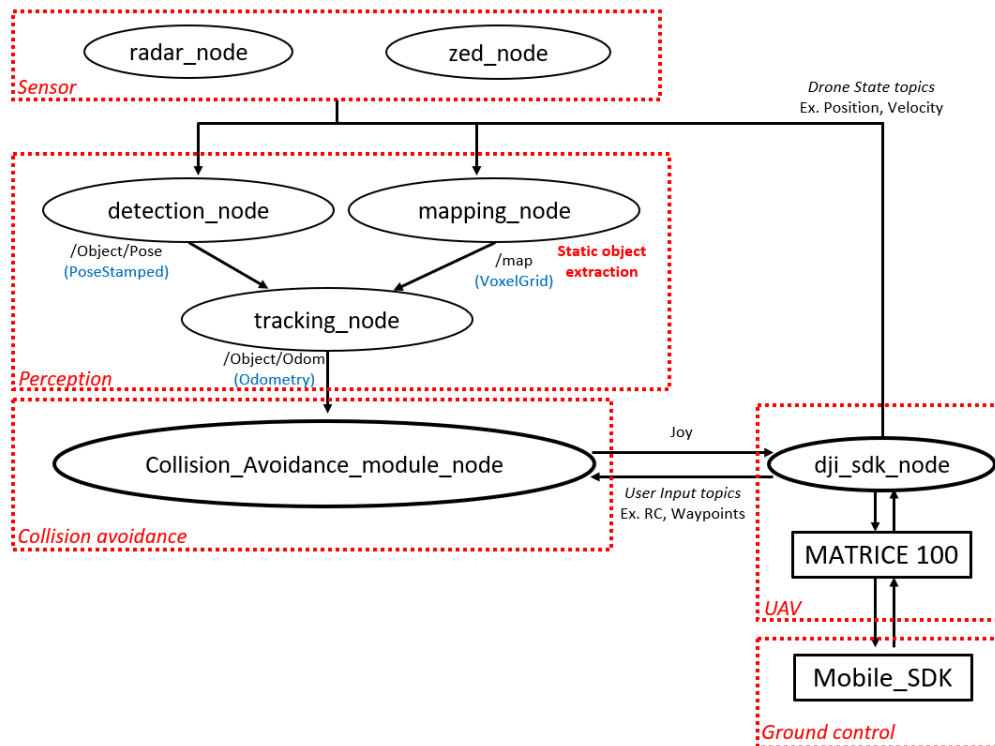 radar_node
zed_node
Sensor
Drone State topics
Ex. Position, Velocity
detection_node
mapping_node
/Object/Pose
(PoseStamped)
/map
(VoxelGrid)
Static object
extraction
tracking_node
/Object/Odom
(Odometry)
Perception
Collision_Avoidance_module_node
Collision avoidance
Joy
User Input topics
Ex. RC, Waypoints
dji_sdk_node
MATRICE 100
UAV
Mobile_SDK
Ground control